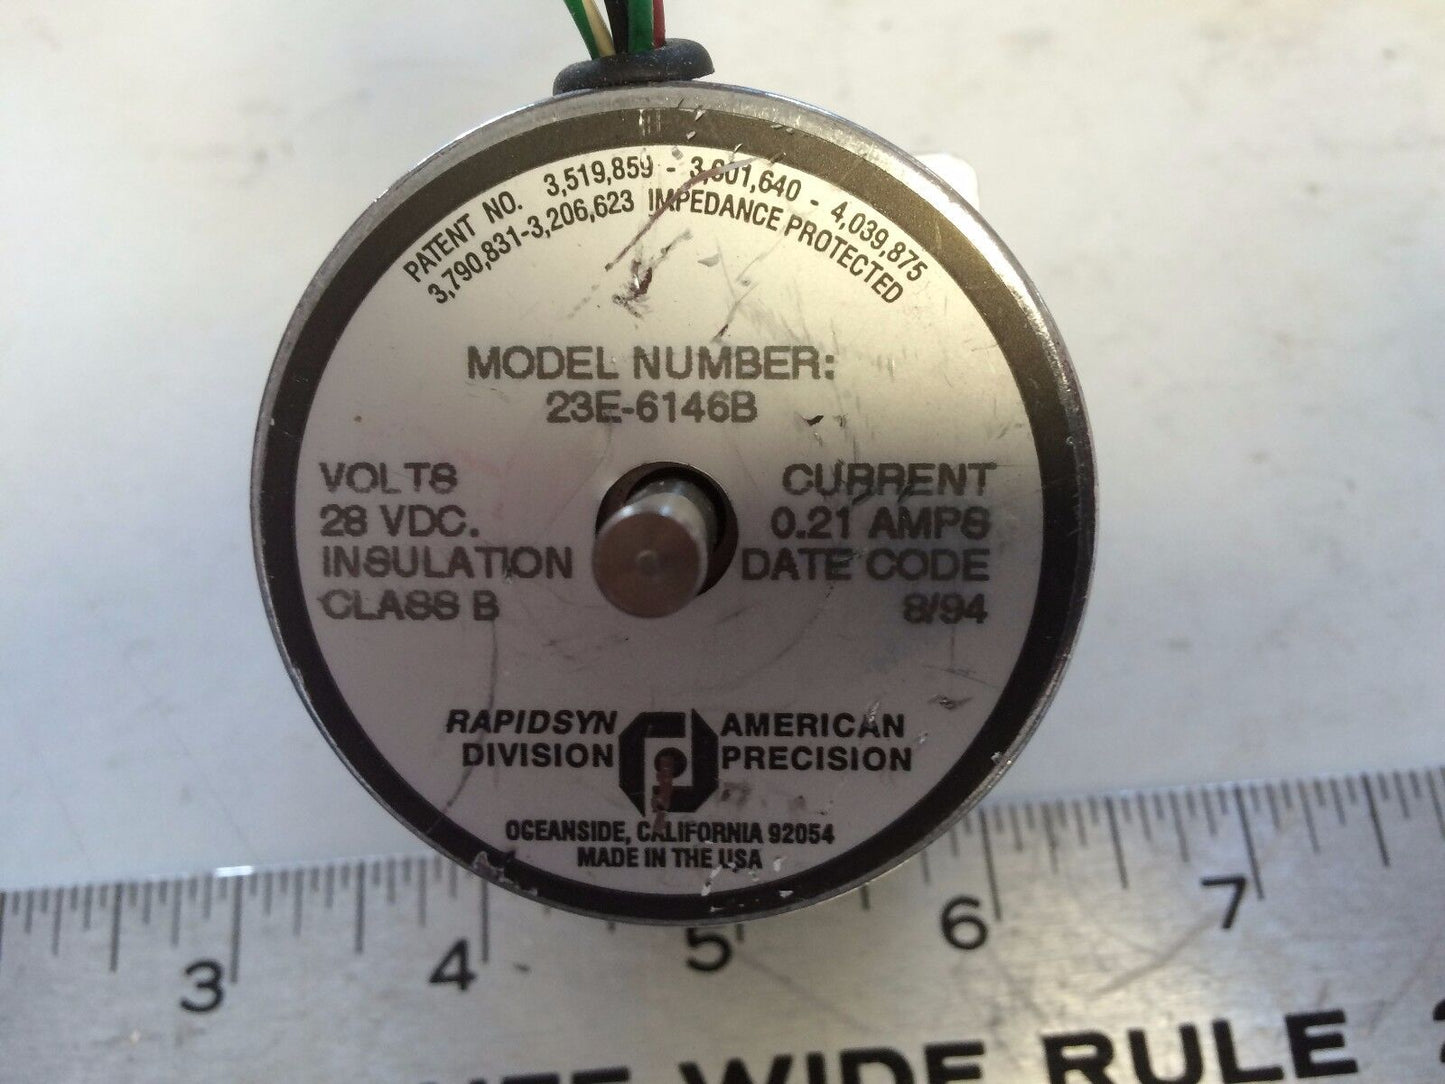 PATENT NO. 3,519,859 - 3,601,640 - 4,039,875
3,790,831-3,206,623 IMPEDANCE PROTECTED
MODEL NUMBER:
23E-6146B
VOLTS
28 VDC.
INSULATION
CLASS B
CURRENT
0.21 AMPS
DATE CODE
8/94
RAPIDSYN
DIVISION
AMERICAN
PRECISION
OCEANSIDE, CALIFORNIA 92054
MADE IN THE USA
3 4 5 6 7
WIDE RULE